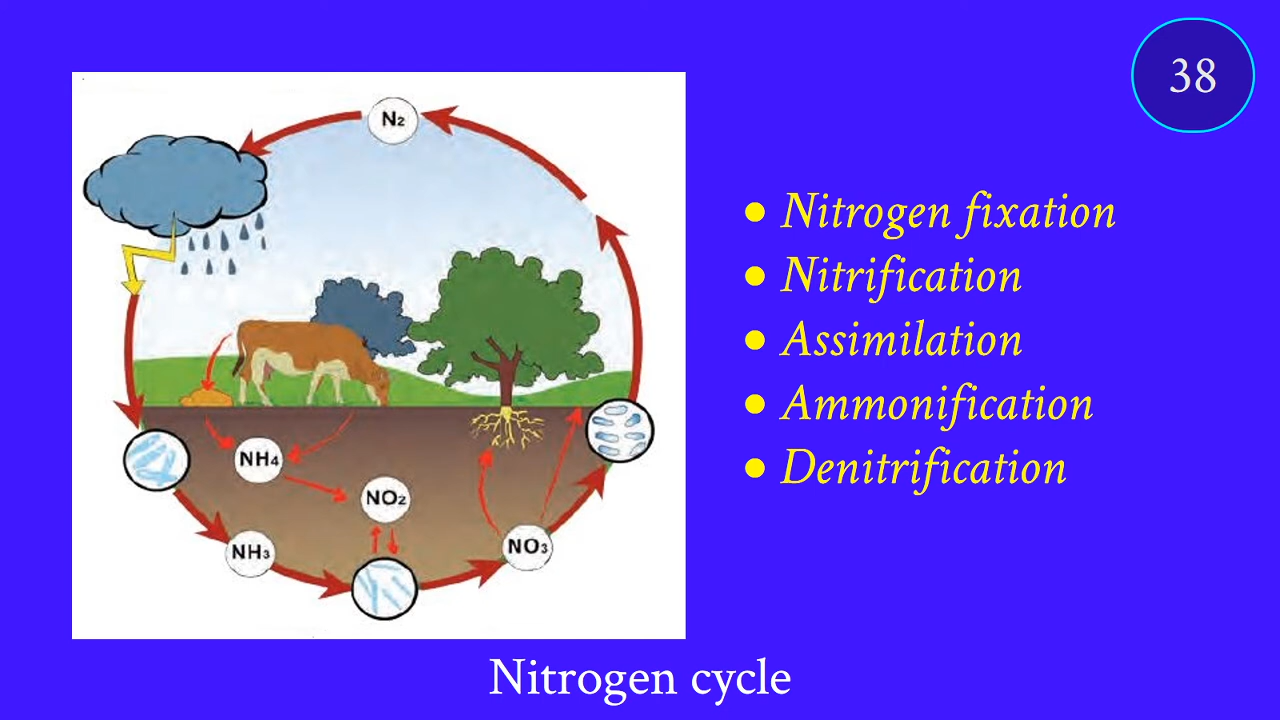 38
N₂
NH₄
NO₂
NH₃
NO₃
• Nitrogen fixation
• Nitrification
• Assimilation
• Ammonification
• Denitrification
Nitrogen cycle